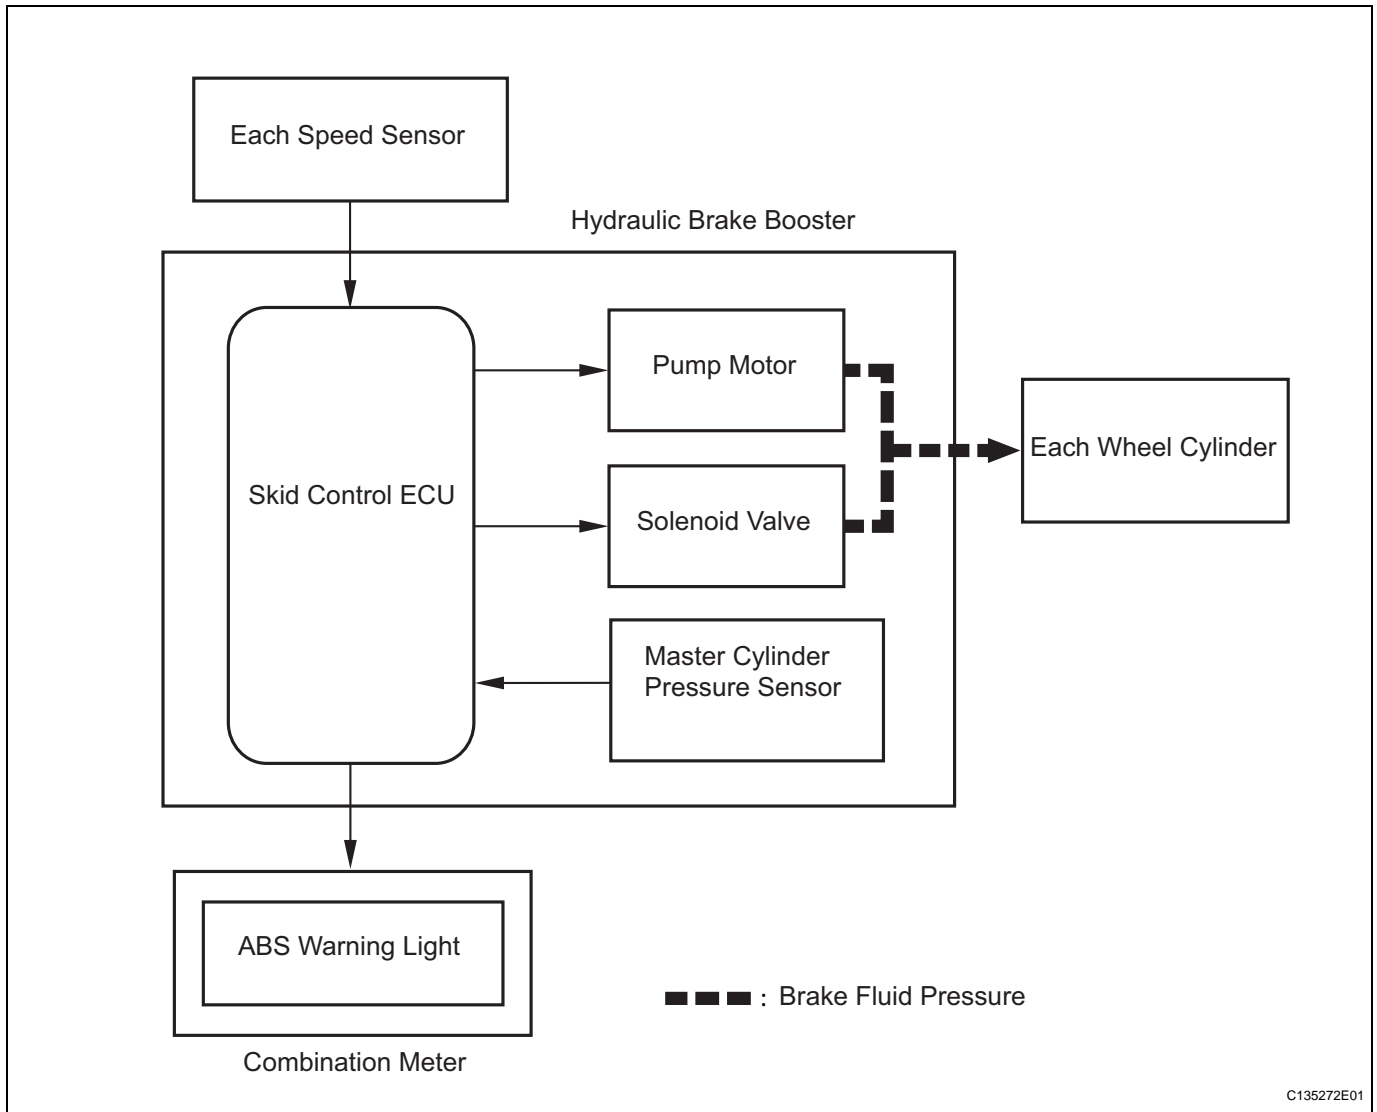 Each Speed Sensor
Hydraulic Brake Booster
Pump Motor
Each Wheel Cylinder
Skid Control ECU
Solenoid Valve
Master Cylinder
Pressure Sensor
ABS Warning Light
: Brake Fluid Pressure
Combination Meter
C135272E01